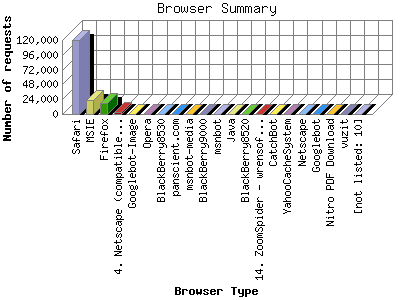 Browser Summary
Number of requests
120,000
96,000
72,000
48,000
24,000
0
Safari
MSIE
Firefox
4. Netscape (compatible...
Googlebot-Image
Opera
BlackBerry8530
panscient.com
msnbot-media
BlackBerry9000
msnbot
Java
BlackBerry8520
14. ZoomSpider - wrensof...
CatchBot
YahooCacheSystem
Netscape
Googlebot
Nitro PDF Download
vuzit
[not listed: 10]
Browser Type